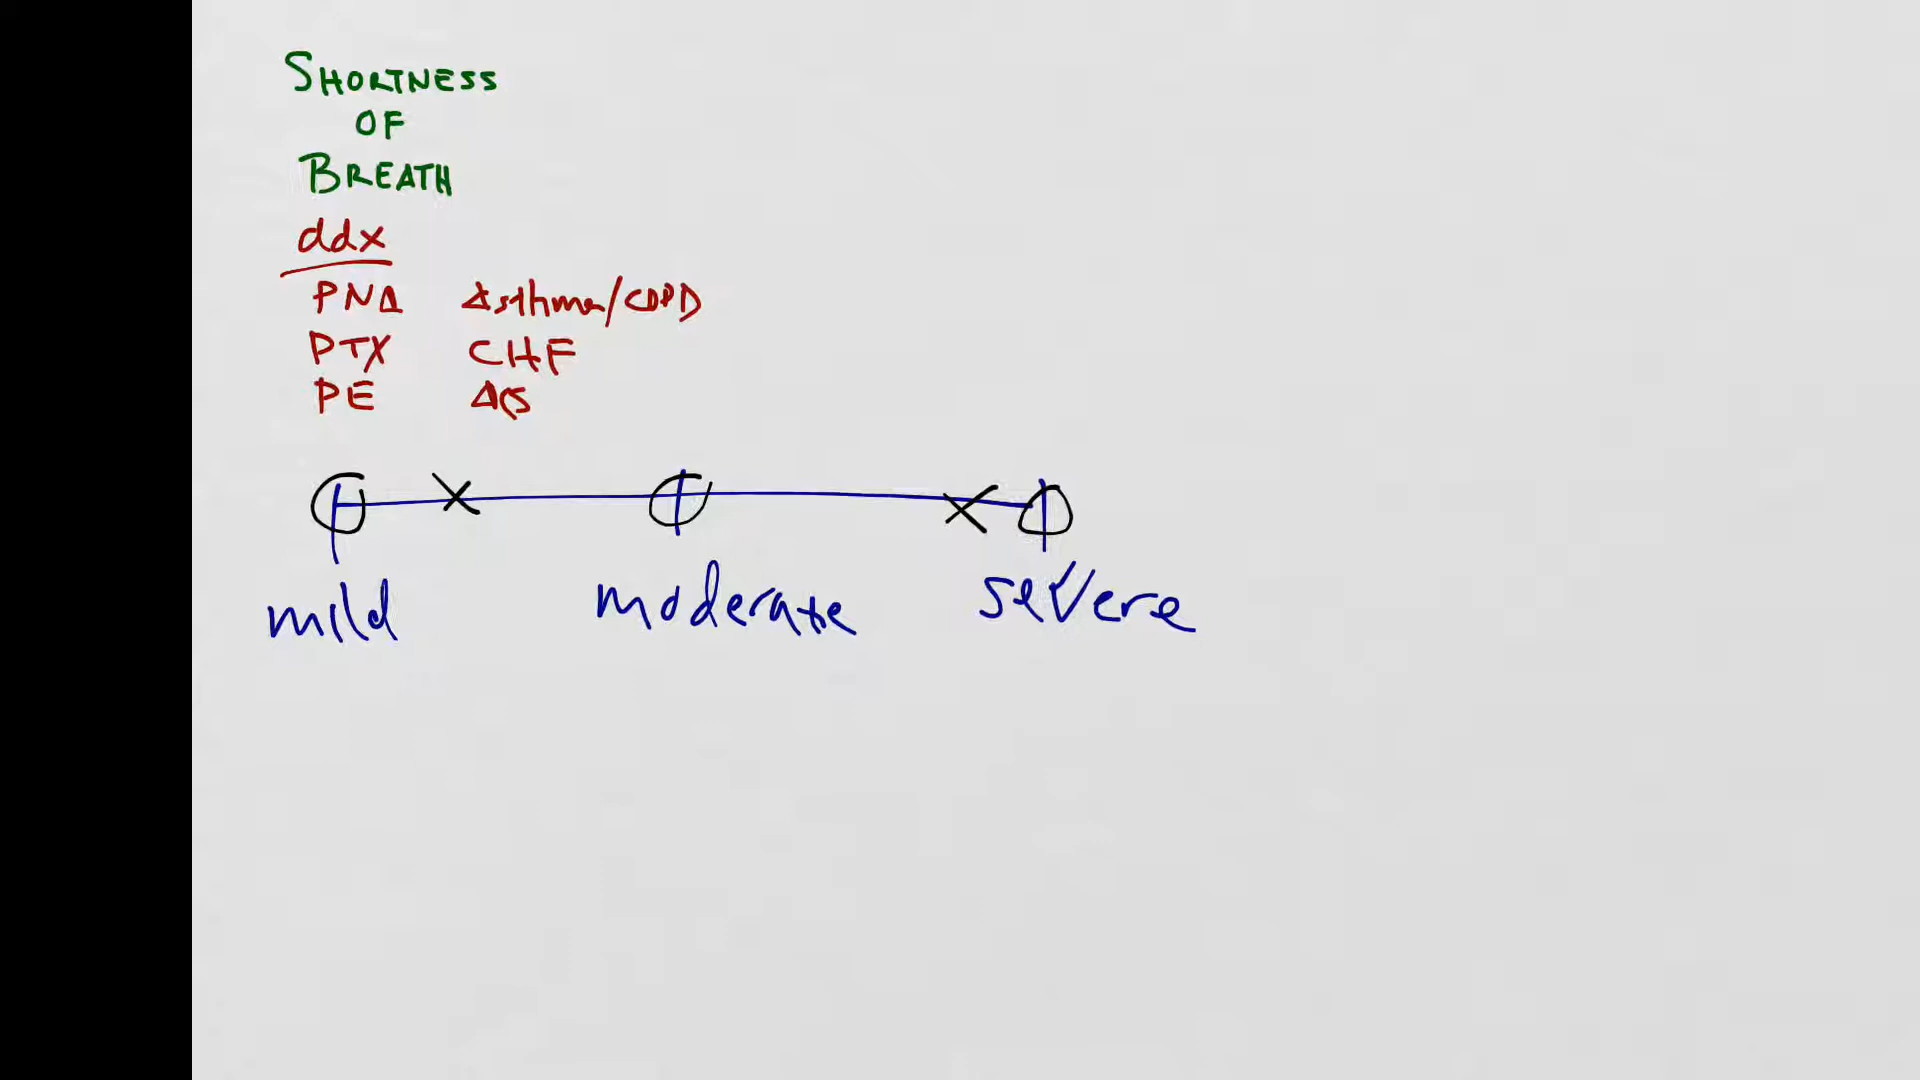 SHORTNESS
OF
BREATH
ddx
PNA Asthma/COPD
PTX CHF
PE ACS
mild moderate severe